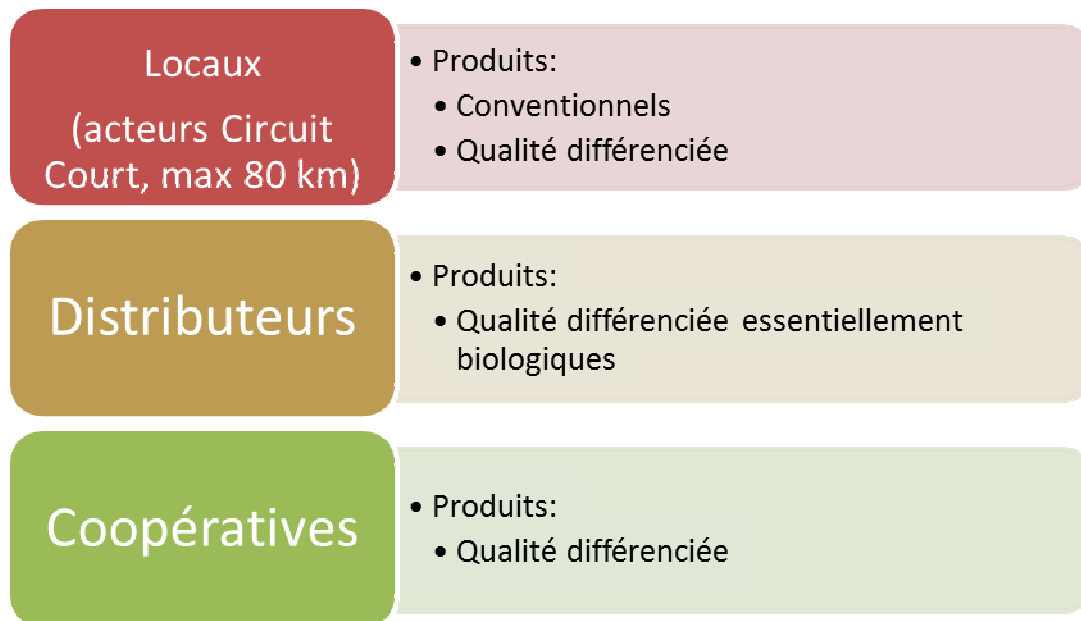 Locaux
(acteurs Circuit
Court, max 80 km)
• Produits:
• Conventionnels
• Qualité différenciée
Distributeurs
• Produits:
• Qualité différenciée essentiellement
biologiques
Coopératives
• Produits:
• Qualité différenciée